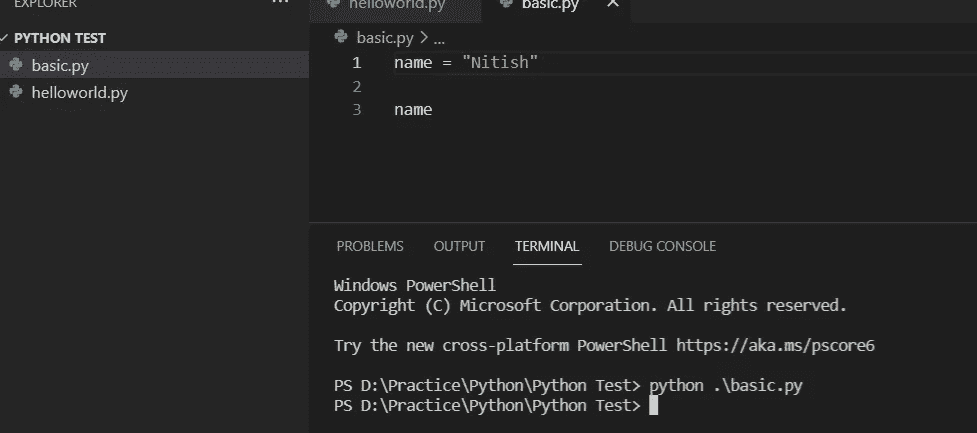 EXPLORER ...
PYTHON TEST
basic.py
helloworld.py
helloworld.py basic.py
basic.py > ...
1 name = "Nitish"
2
3 name
PROBLEMS OUTPUT TERMINAL DEBUG CONSOLE
Windows PowerShell
Copyright (C) Microsoft Corporation. All rights reserved.
Try the new cross-platform PowerShell https://aka.ms/pscore6
PS D:\Practice\Python\Python Test> python .\basic.py
PS D:\Practice\Python\Python Test>